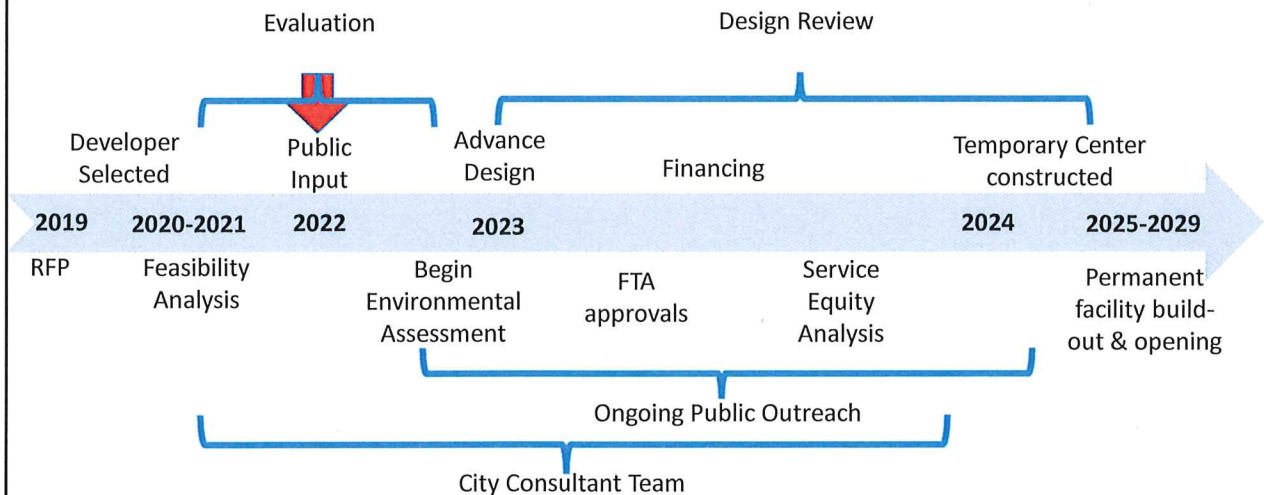 Evaluation
Design Review
Developer
Selected
Public
Input
Advance
Design
Financing
Temporary Center
constructed
2019
2020-2021
2022
2023
2024
2025-2029
RFP
Feasibility
Analysis
Begin
Environmental
Assessment
FTA
approvals
Service
Equity
Analysis
Permanent
facility build-
out & opening
Ongoing Public Outreach
City Consultant Team